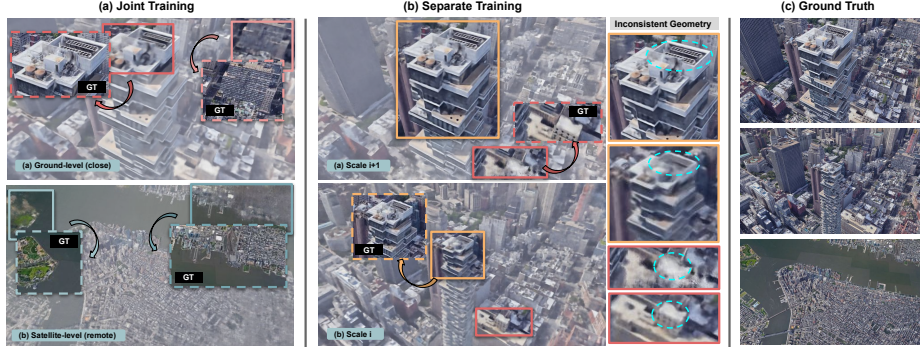 (a) Joint Training
(b) Separate Training
(c) Ground Truth
Inconsistent Geometry
GT
GT
(a) Ground-level (close)
GT
(a) Scale i+1
GT
GT
(b) Satellite-level (remote)
GT
(b) Scale i